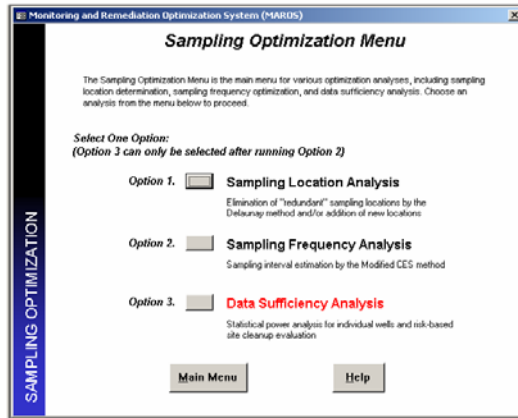 Monitoring and Remediation Optimization System (MAROS)
Sampling Optimization Menu
The Sampling Optimization Menu is the main menu for various optimization analyses, including sampling
location determination, sampling frequency optimization, and data sufficiency analysis. Choose an
analysis from the menu below to proceed.
Select One Option:
(Option 3 can only be selected after running Option 2)
Option 1. Sampling Location Analysis
Elimination of "redundant" sampling locations by the
Delaunay method and/or addition of new locations
Option 2. Sampling Frequency Analysis
Sampling interval estimation by the Modified CES method
Option 3. Data Sufficiency Analysis
Statistical power analysis for individual wells and risk-based
site cleanup evaluation
SAMPLING OPTIMIZATION
Main Menu Help